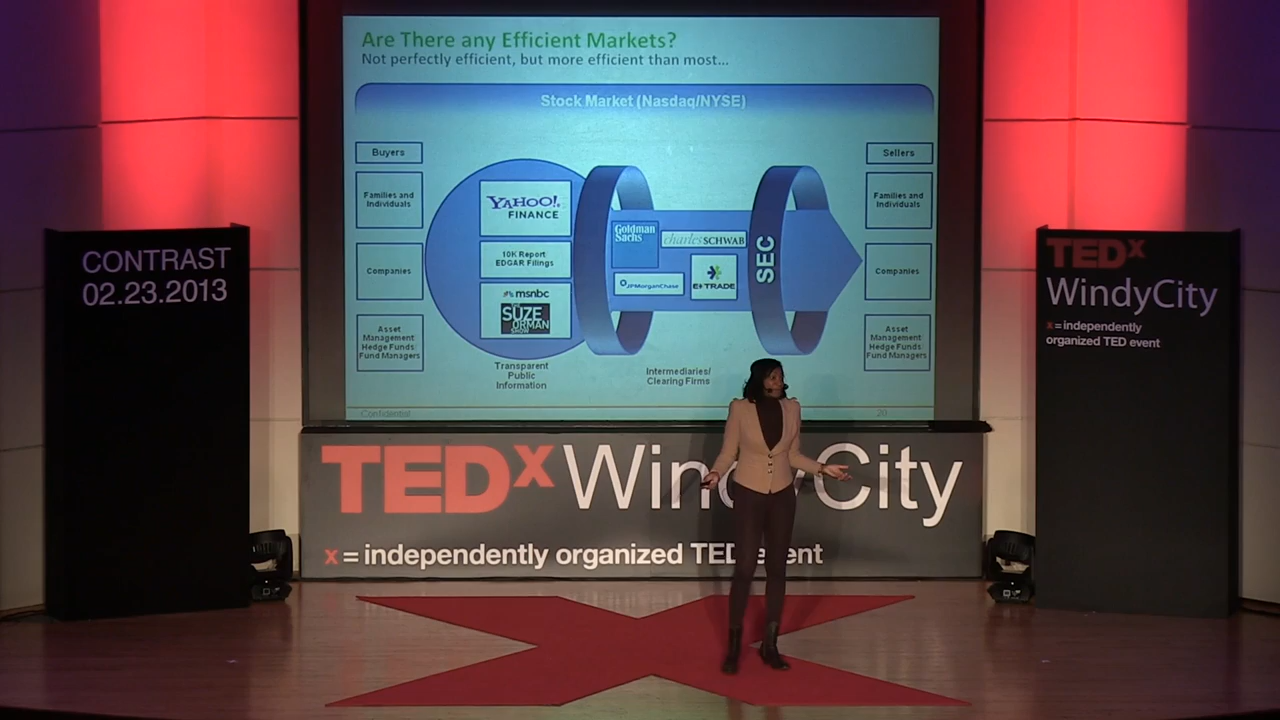 Are There any Efficient Markets?
Not perfectly efficient, but more efficient than most...
Stock Market (Nasdaq/NYSE)
Buyers
Families and
Individuals
Companies
Asset
Management
Hedge Funds
Fund Managers
YAHOO!
FINANCE
10K Report
EDGAR Filings
msnbc
THE
SUZE
ORMAN
SHOW
Transparent
Public
Information
Goldman
Sachs
charles SCHWAB
JPMorganChase
E*TRADE
Intermediaries/
Clearing Firms
SEC
Sellers
Families and
Individuals
Companies
Asset
Management
Hedge Funds
Fund Managers
Confidential
20
CONTRAST
02.23.2013
TEDx
WindyCity
x = independently
organized TED event
TEDx WindyCity
x = independently organized TED event